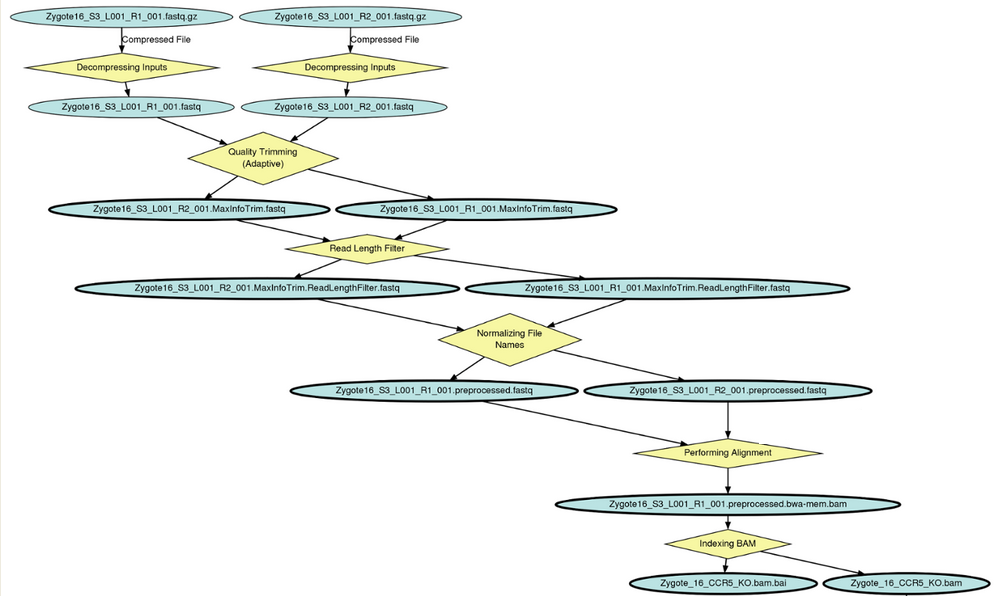 Zygote16_S3_L001_R1_001.fastq.gz
Zygote16_S3_L001_R2_001.fastq.gz
Compressed File
Compressed File
Decompressing Inputs
Decompressing Inputs
Zygote16_S3_L001_R1_001.fastq
Zygote16_S3_L001_R2_001.fastq
Quality Trimming
(Adaptive)
Zygote16_S3_L001_R2_001.MaxInfoTrim.fastq
Zygote16_S3_L001_R1_001.MaxInfoTrim.fastq
Read Length Filter
Zygote16_S3_L001_R2_001.MaxInfoTrim.ReadLengthFilter.fastq
Zygote16_S3_L001_R1_001.MaxInfoTrim.ReadLengthFilter.fastq
Normalizing File
Names
Zygote16_S3_L001_R1_001.preprocessed.fastq
Zygote16_S3_L001_R2_001.preprocessed.fastq
Performing Alignment
Zygote16_S3_L001_R1_001.preprocessed.bwa-mem.bam
Indexing BAM
Zygote_16_CCR5_KO.bam.bai
Zygote_16_CCR5_KO.bam